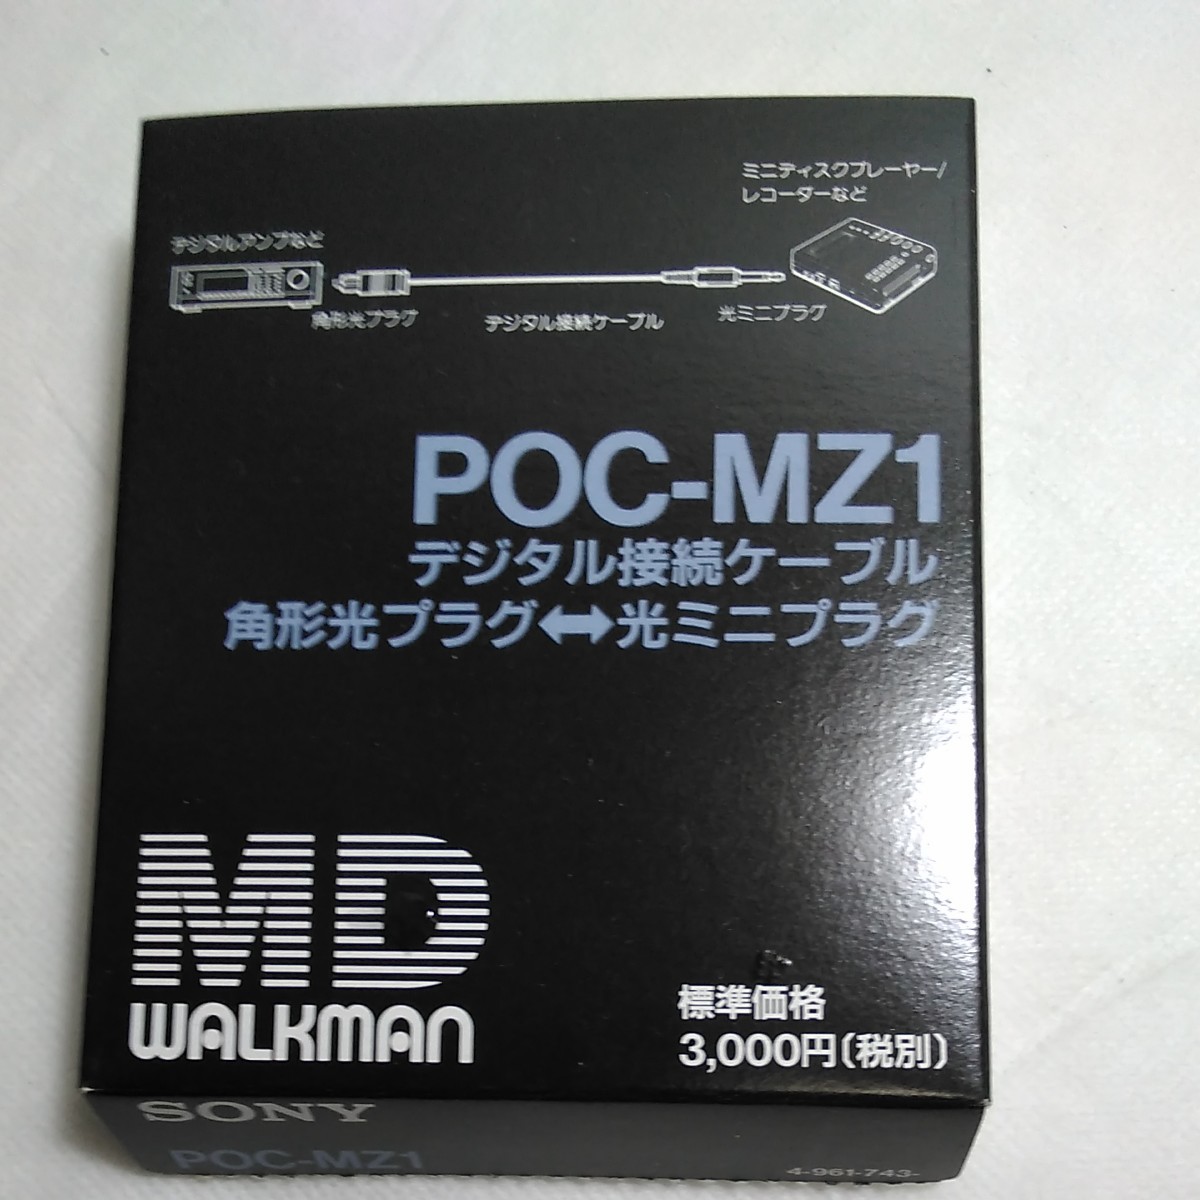 ミニディスクプレーヤー/
レコーダーなど
デジタルアンプなど
角形光プラグ
デジタル接続ケーブル
光ミニプラグ
POC-MZ1
デジタル接続ケーブル
角形光プラグ↔光ミニプラグ
MD
WALKMAN
標準価格
3,000円(税別)
SONY
POC-MZ1
4-961-743-